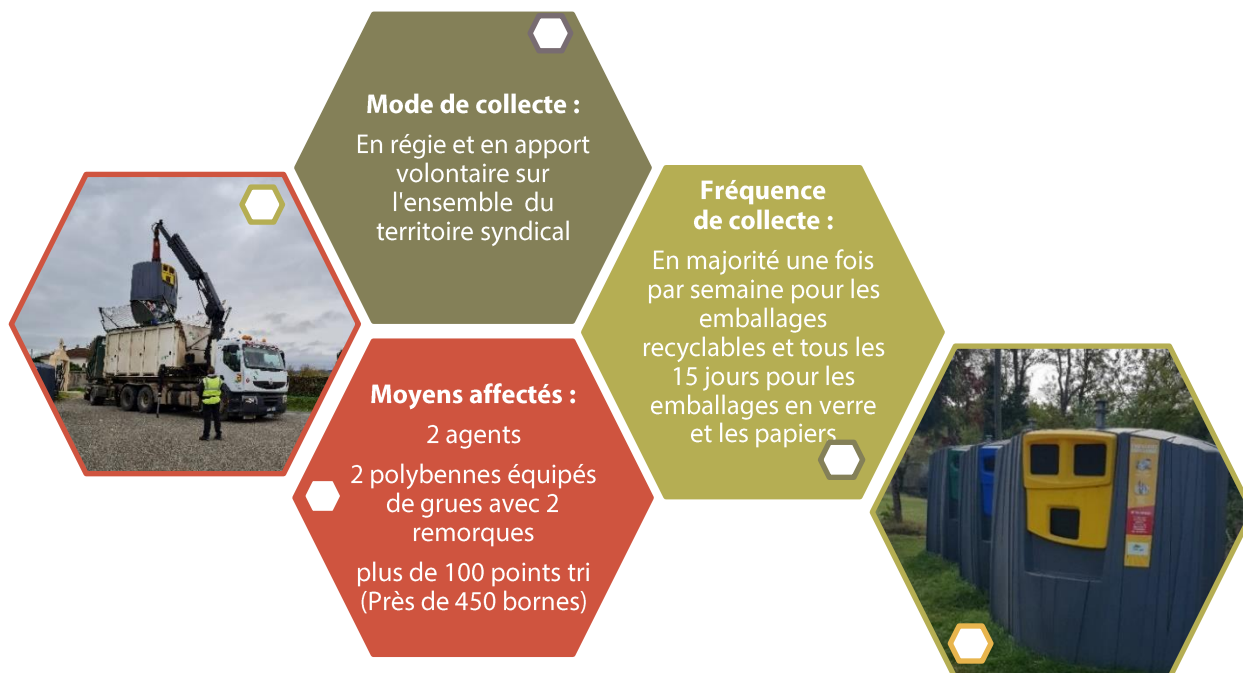 Mode de collecte :
En régie et en apport
volontaire sur
l'ensemble du
territoire syndical
Fréquence
de collecte :
En majorité une fois
par semaine pour les
emballages
recyclables et tous les
15 jours pour les
emballages en verre
et les papiers
Moyens affectés :
2 agents
2 polybennes équipés
de grues avec 2
remorques
plus de 100 points tri
(Près de 450 bornes)